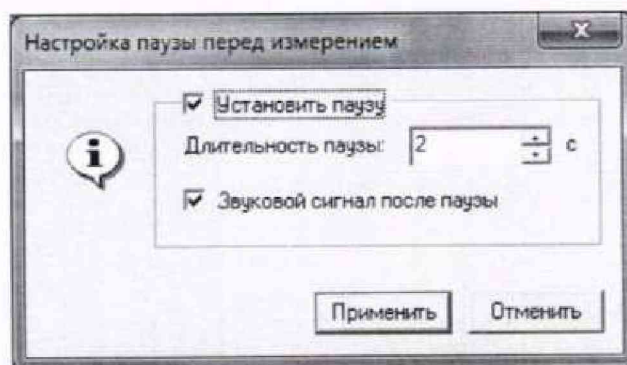 Настройка паузы перед измерением
Установить паузу
Длительность паузы: 2 с
Звуковой сигнал после паузы
Применить Отменить